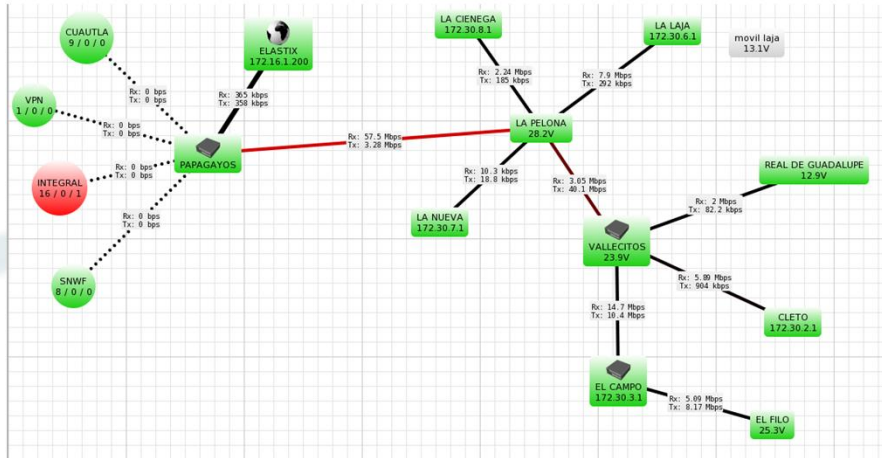 CUAUTLA
9 / 0 / 0
ELASTIX
172.16.1.200
LA CIENEGA
172.30.8.1
LA LAJA
172.30.6.1
movil laja
13.1V
Rx: 0 bps
Tx: 0 bps
Rx: 365 kbps
Tx: 358 kbps
Rx: 2.24 Mbps
Tx: 185 kbps
Rx: 7.9 Mbps
Tx: 292 kbps
VPN
1 / 0 / 0
Rx: 0 bps
Tx: 0 bps
LA PELONA
28.2V
Rx: 57.5 Mbps
Tx: 3.28 Mbps
PAPAGAYOS
INTEGRAL
16 / 0 / 1
Rx: 0 bps
Tx: 0 bps
Rx: 10.3 kbps
Tx: 18.8 kbps
Rx: 3.65 Mbps
Tx: 40.1 Mbps
REAL DE GUADALUPE
12.9V
Rx: 2 Mbps
Tx: 82.2 kbps
Rx: 0 bps
Tx: 0 bps
LA NUEVA
172.30.7.1
VALLECITOS
23.9V
SNWF
8 / 0 / 0
Rx: 5.89 Mbps
Tx: 904 kbps
Rx: 14.7 Mbps
Tx: 10.4 Mbps
CLETO
172.30.2.1
EL CAMPO
172.30.3.1
Rx: 5.09 Mbps
Tx: 8.17 Mbps
EL FILO
25.3V